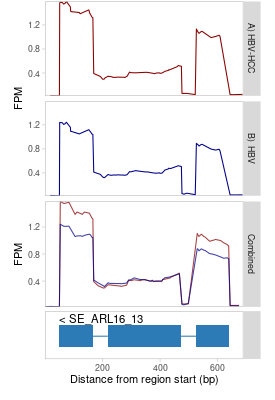 1.2
0.8
0.4
A) HBV-HCC
FPM
1.2
0.8
0.4
B) HBV
1.2
0.8
0.4
FPM
Combined
< SE_ARL16_13
200
400
600
Distance from region start (bp)